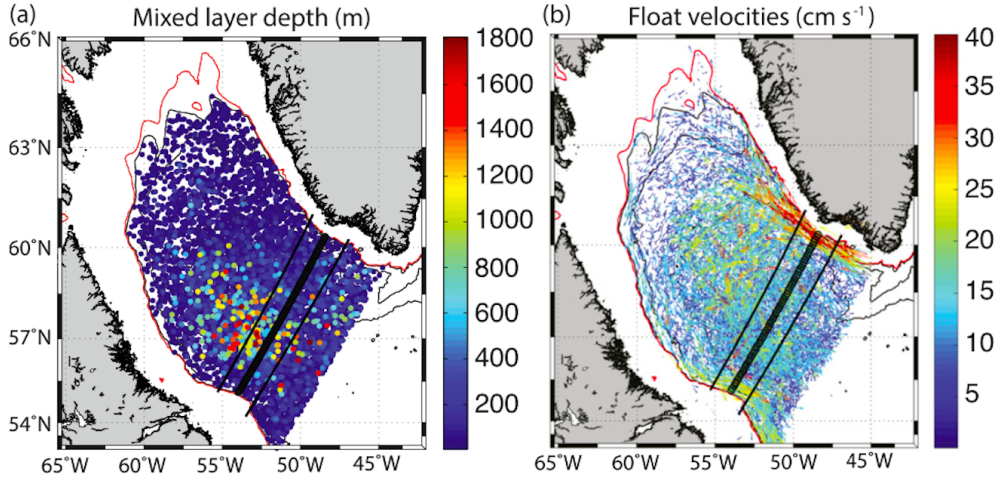 (a) Mixed layer depth (m)
66°N
63°N
60°N
57°N
54°N
65°W 60°W 55°W 50°W 45°W
1800
1600
1400
1200
1000
800
600
400
200
(b) Float velocities (cm s⁻¹)
40
35
30
25
20
15
10
5
65°W 60°W 55°W 50°W 45°W